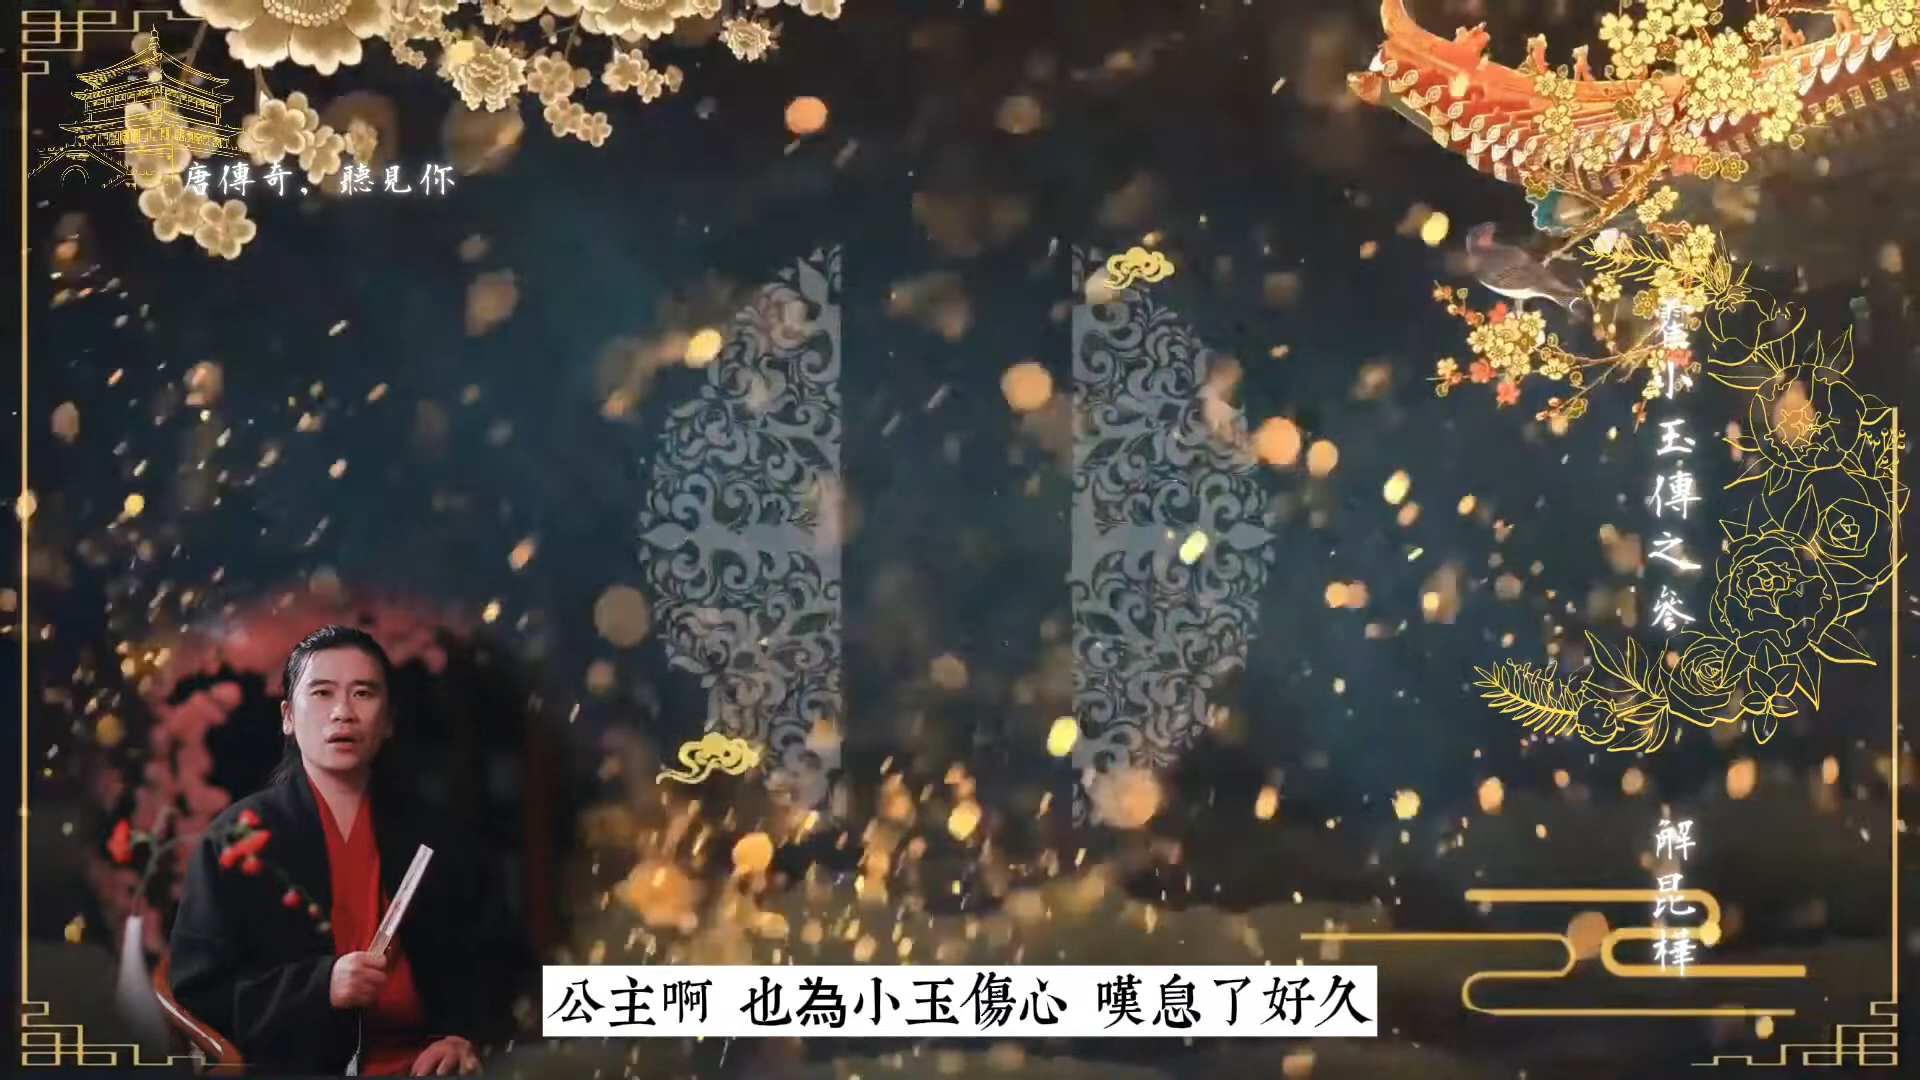 唐傳奇，聽見你
霍小玉傳之參
解昆樺
公主啊 也為小玉傷心 嘆息了好久